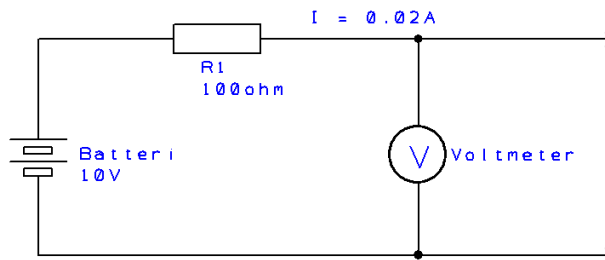 I = 0.02A
R1
100ohm
Batteri
10V
V
Voltmeter